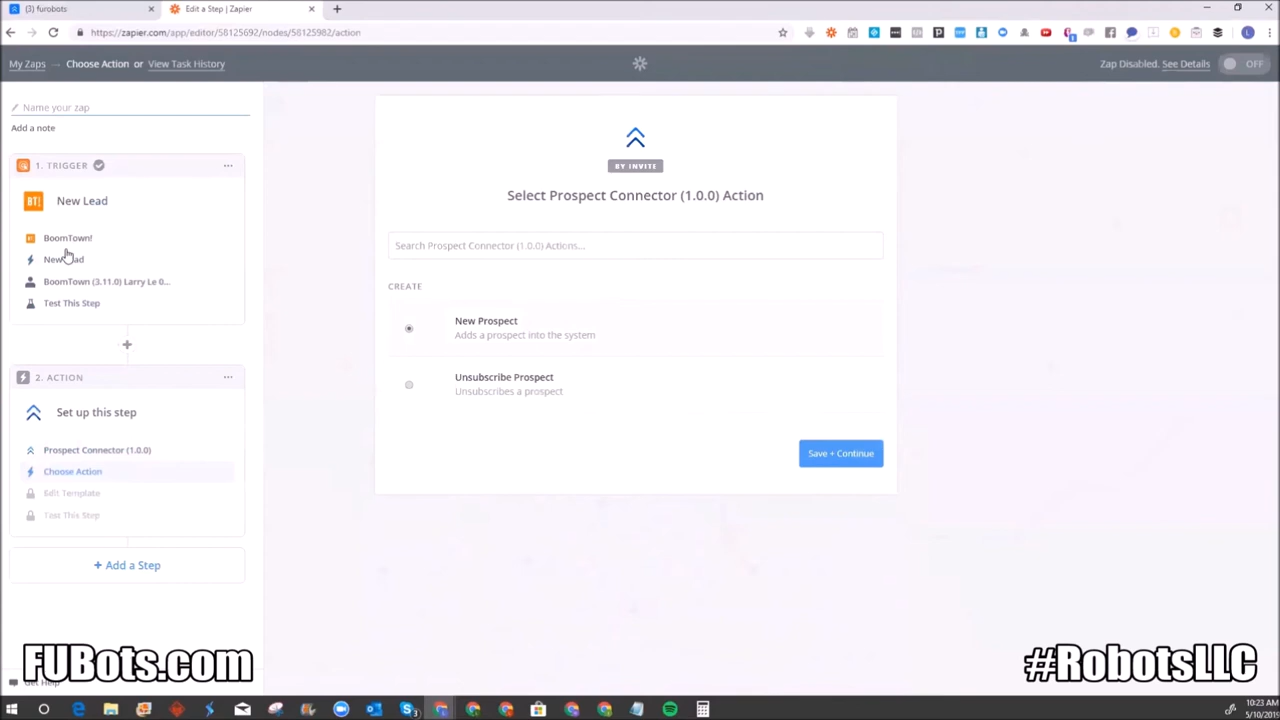 (3) furobots
Edit a Step | Zapier
https://zapier.com/app/editor/58125692/nodes/58125982/action
My Zaps
Choose Action or View Task History
Zap Disabled. See Details
OFF
Name your zap
Add a note
1. TRIGGER
BT!
New Lead
BoomTown!
New Lead
BoomTown (3.11.0) Larry Le 0...
Test This Step
2. ACTION
Set up this step
Prospect Connector (1.0.0)
Choose Action
Edit Template
Test This Step
+ Add a Step
BY INVITE
Select Prospect Connector (1.0.0) Action
Search Prospect Connector (1.0.0) Actions...
CREATE
New Prospect
Adds a prospect into the system
Unsubscribe Prospect
Unsubscribes a prospect
Save + Continue
FUBots.com
#RobotsLLC
Get Help
10:23 AM
5/10/2019